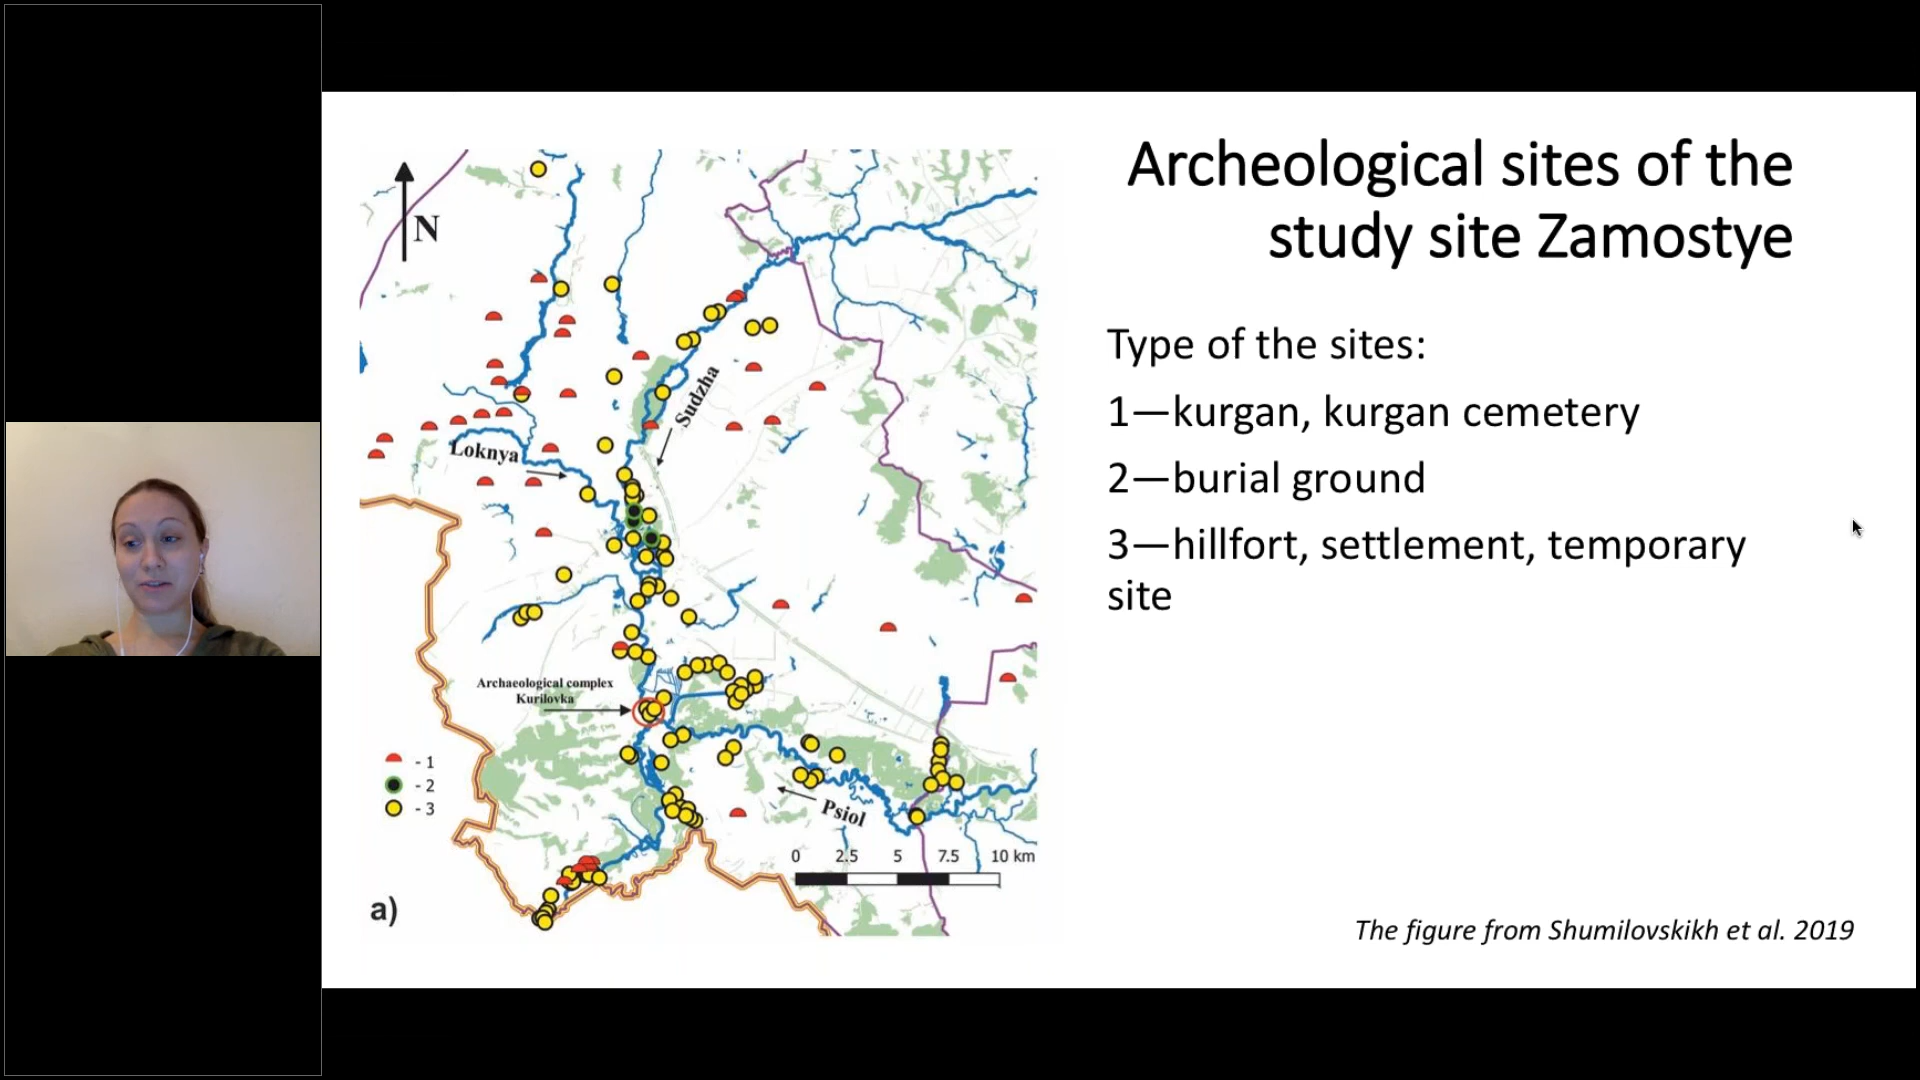 Archeological sites of the
study site Zamostye
Type of the sites:
1—kurgan, kurgan cemetery
2—burial ground
3—hillfort, settlement, temporary
site
N
Sudzha
Loknya
Archaeological complex
Kurilovka
- 1
- 2
- 3
Psiol
0 2.5 5 7.5 10 km
a)
The figure from Shumilovskikh et al. 2019